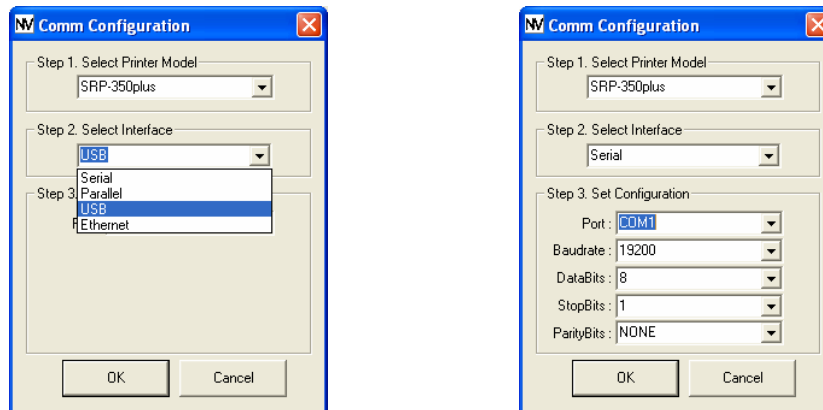 NV Comm Configuration
Step 1. Select Printer Model
SRP-350plus
Step 2. Select Interface
USB
Serial
Step 3. Parallel
USB
Ethernet
OK Cancel
NV Comm Configuration
Step 1. Select Printer Model
SRP-350plus
Step 2. Select Interface
Serial
Step 3. Set Configuration
Port : COM1
Baudrate : 19200
DataBits : 8
StopBits : 1
ParityBits : NONE
OK Cancel